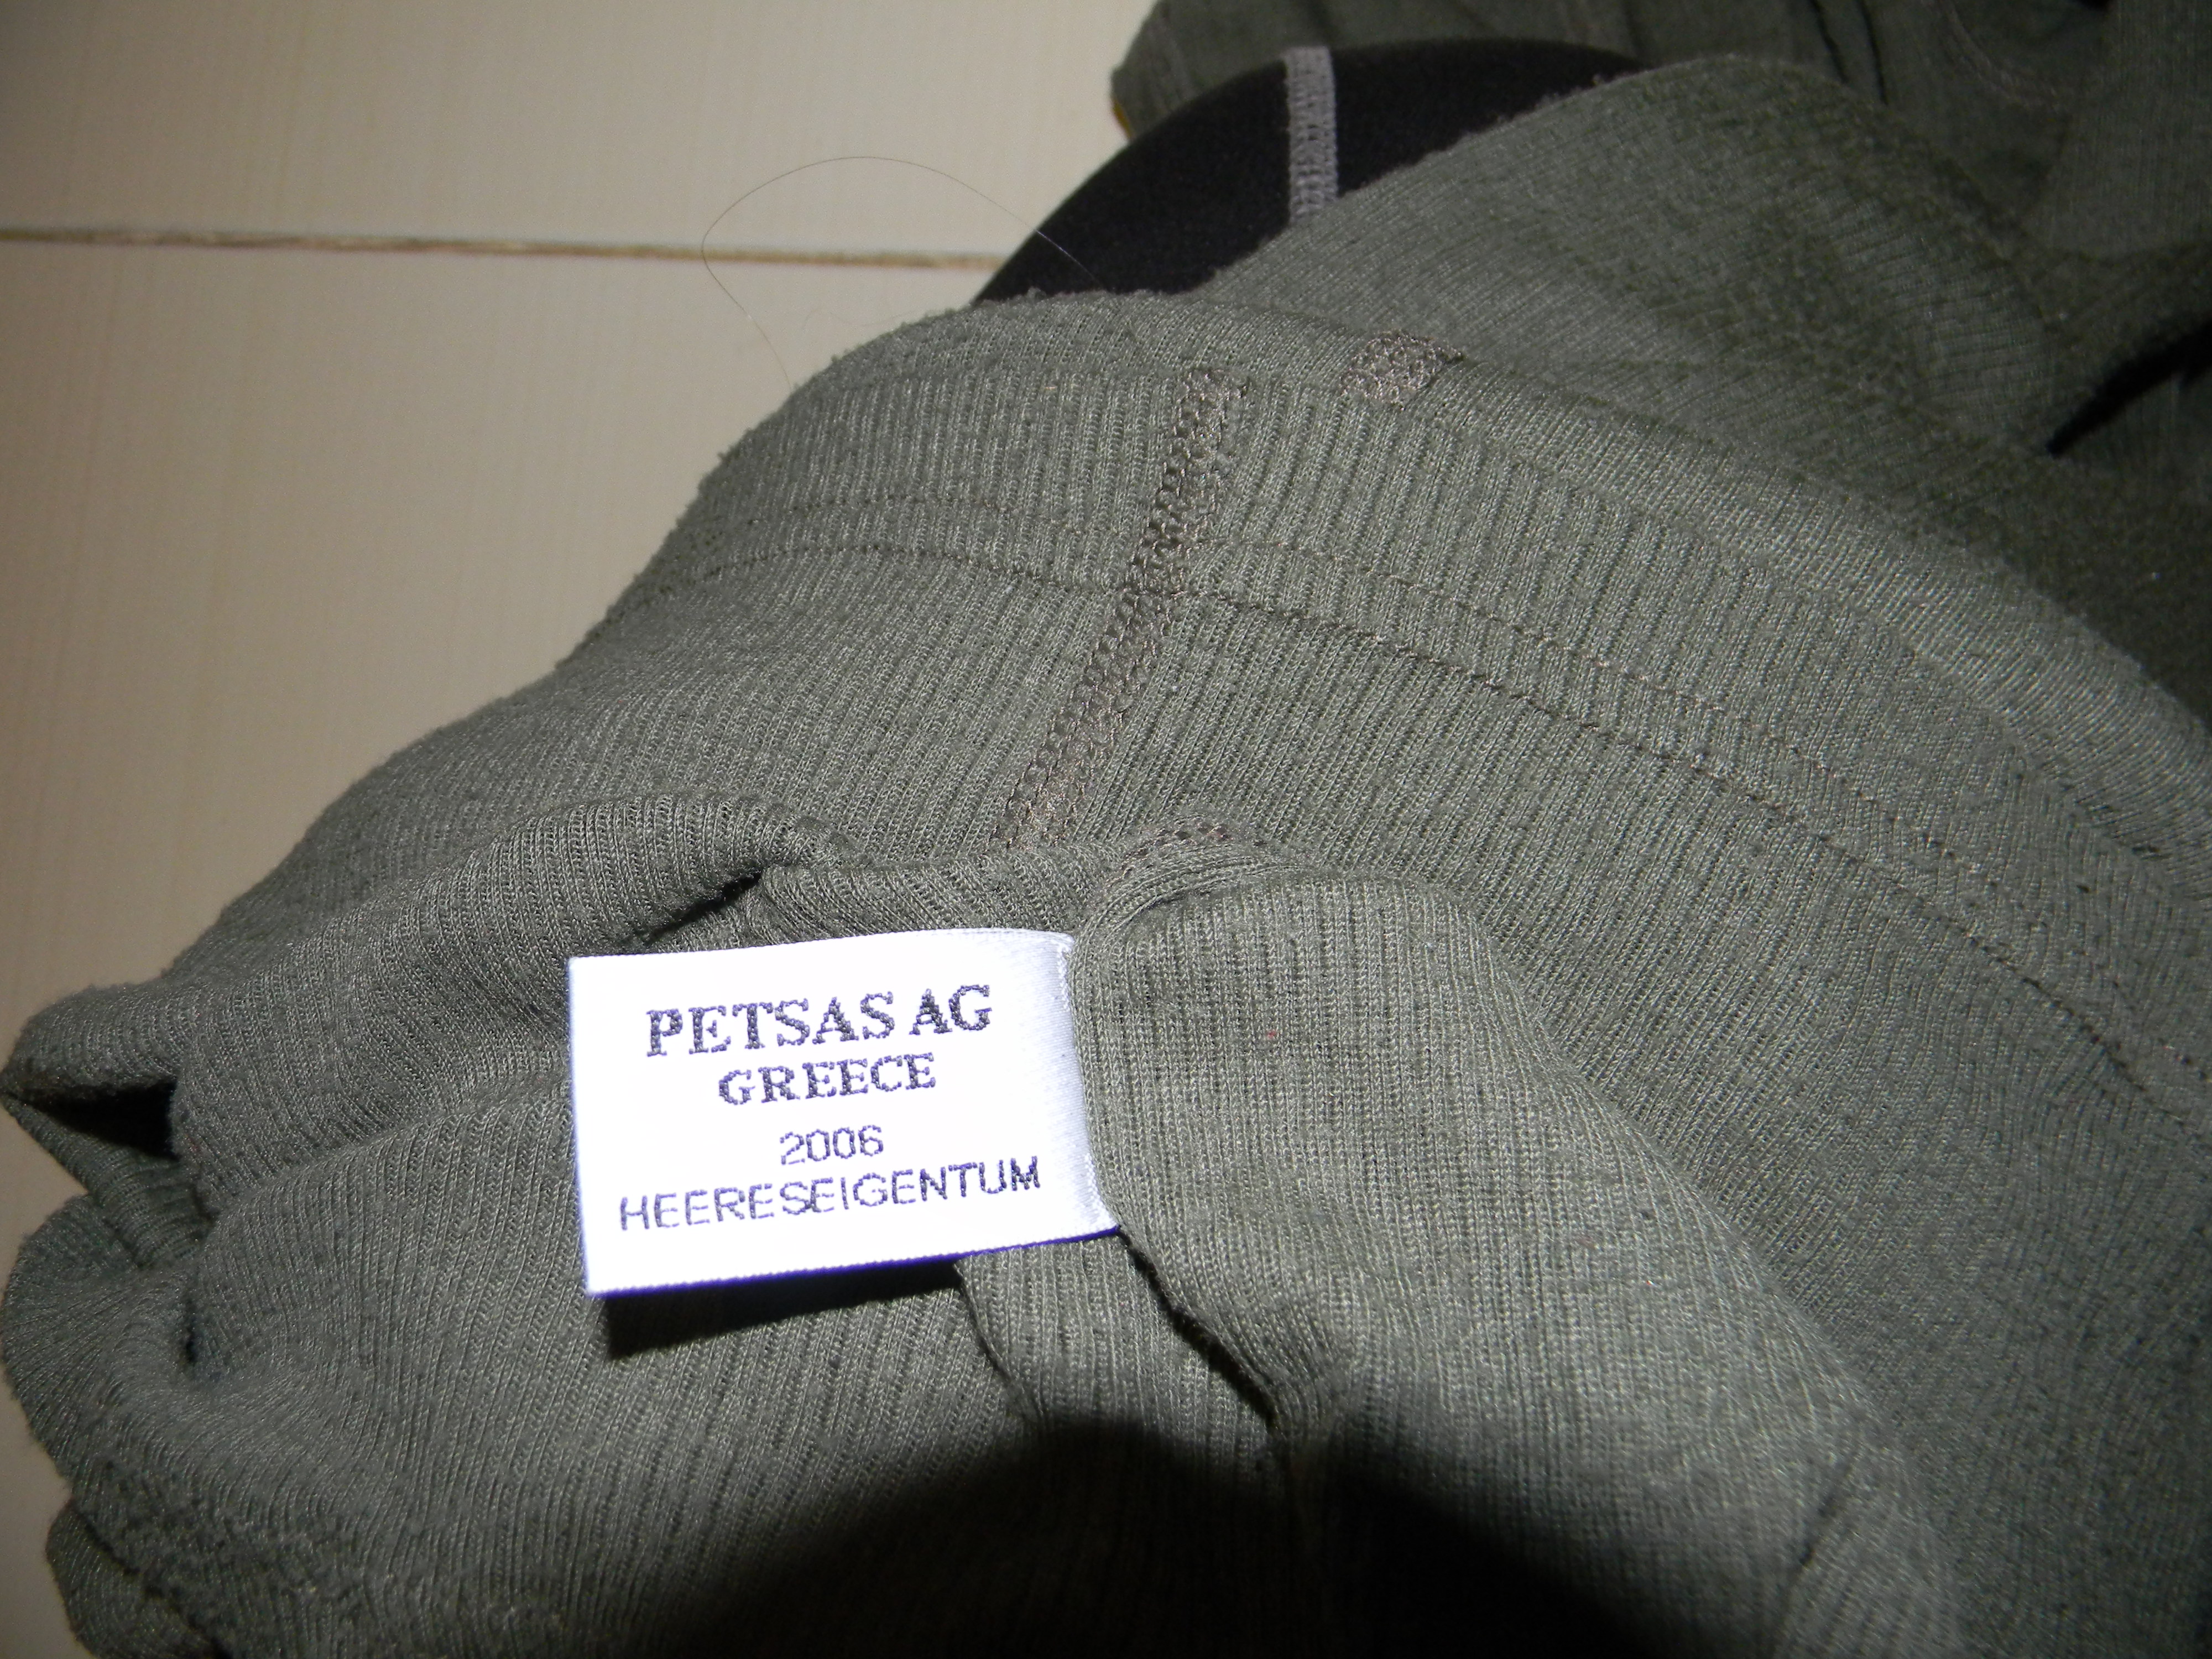 PETSAS AG
GREECE
2006
HEERESEIGENTUM